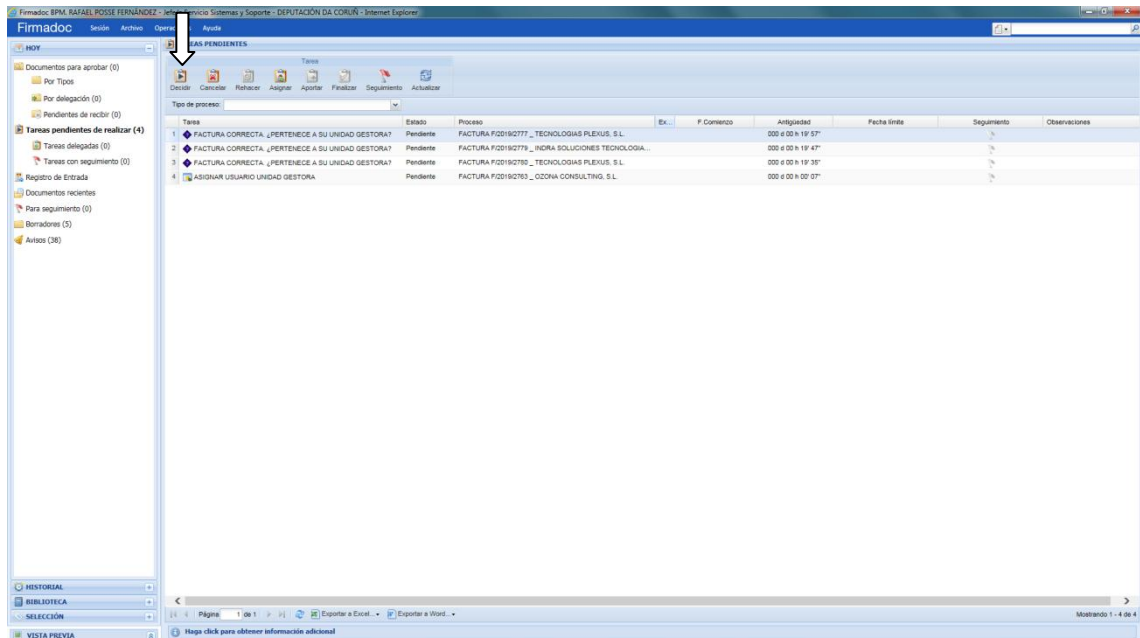 Firmadoc BPM. RAFAEL POSSE FERNÁNDEZ - Jefe Servicio Sistemas y Soporte - DEPUTACIÓN DA CORUÑ - Internet Explorer
Firmadoc Sesión Archivo Ayuda
HOY
PENDIENTES
Documentos para aprobar (0)
Por Tipos
Por delegación (0)
Pendientes de recibir (0)
Tareas pendientes de realizar (4)
Tareas delegadas (0)
Tareas con seguimiento (0)
Registro de Entrada
Documentos recientes
Para seguimiento (0)
Borradores (5)
Avisos (38)
Tarea
Decidir Cancelar Rehacer Asignar Aportar Finalizar Seguimiento Actualizar
Tipo de proceso:
Tarea Estado Proceso Ex... F.Comienzo Antigüedad Fecha límite Seguimiento Observaciones
1 FACTURA CORRECTA. ¿PERTENECE A SU UNIDAD GESTORA? Pendiente FACTURA F/2019/2777 _ TECNOLOGIAS PLEXUS, S.L. 000 d 00 h 19' 57"
2 FACTURA CORRECTA. ¿PERTENECE A SU UNIDAD GESTORA? Pendiente FACTURA F/2019/2779 _ INDRA SOLUCIONES TECNOLOGIA... 000 d 00 h 19' 47"
3 FACTURA CORRECTA. ¿PERTENECE A SU UNIDAD GESTORA? Pendiente FACTURA F/2019/2780 _ TECNOLOGIAS PLEXUS, S.L. 000 d 00 h 19' 35"
4 ASIGNAR USUARIO UNIDAD GESTORA Pendiente FACTURA F/2019/2763 _ OZONA CONSULTING, S.L. 000 d 00 h 00' 07"
HISTORIAL
BIBLIOTECA
SELECCIÓN
VISTA PREVIA
Página 1 de 1 Exportar a Excel... Exportar a Word... Mostrando 1 - 4 de 4
Haga click para obtener información adicional